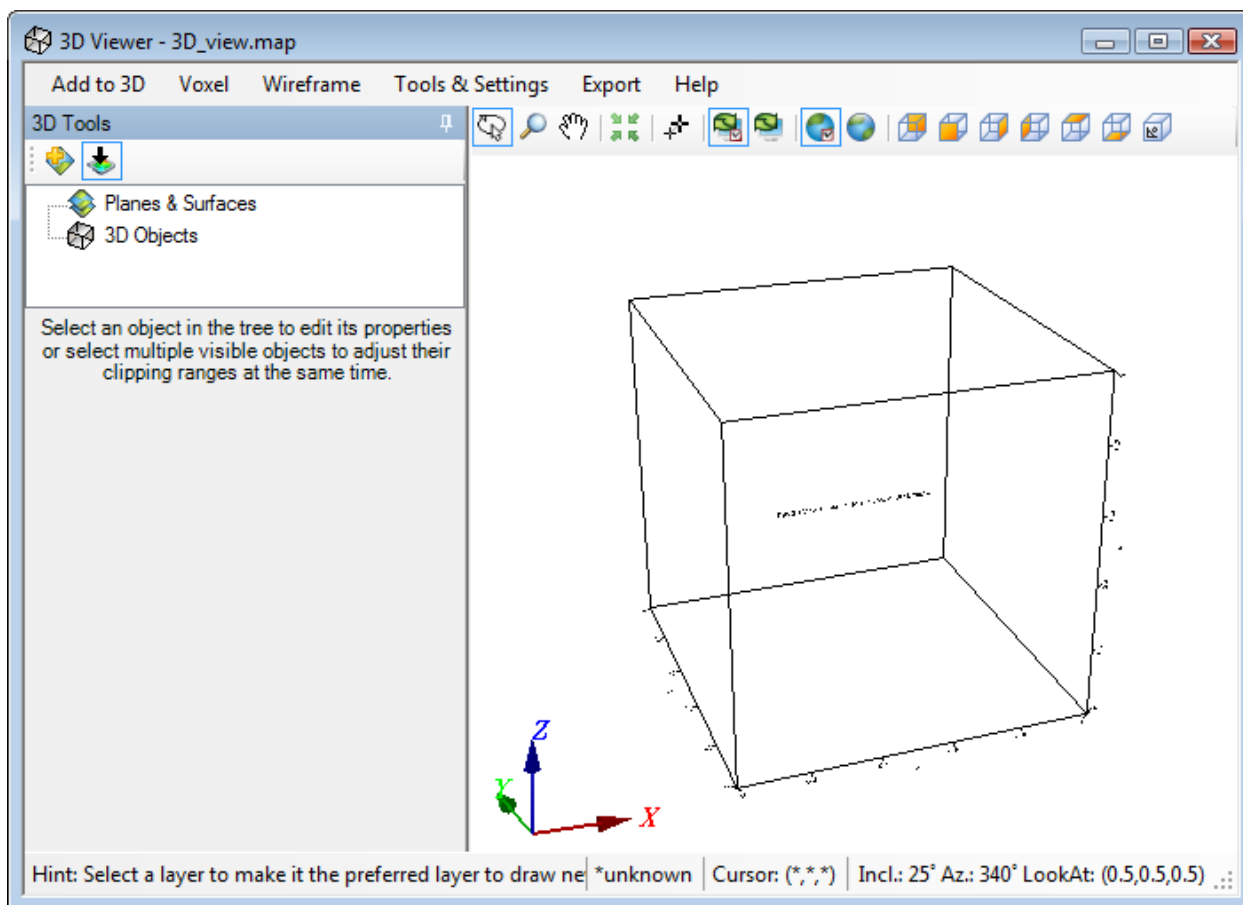 3D Viewer - 3D_view.map
Add to 3D Voxel Wireframe Tools & Settings Export Help
3D Tools
Planes & Surfaces
3D Objects
Select an object in the tree to edit its properties
or select multiple visible objects to adjust their
clipping ranges at the same time.
Z
Y
X
Hint: Select a layer to make it the preferred layer to draw ne *unknown Cursor: (*,*,*) Incl.: 25° Az.: 340° LookAt: (0.5,0.5,0.5)